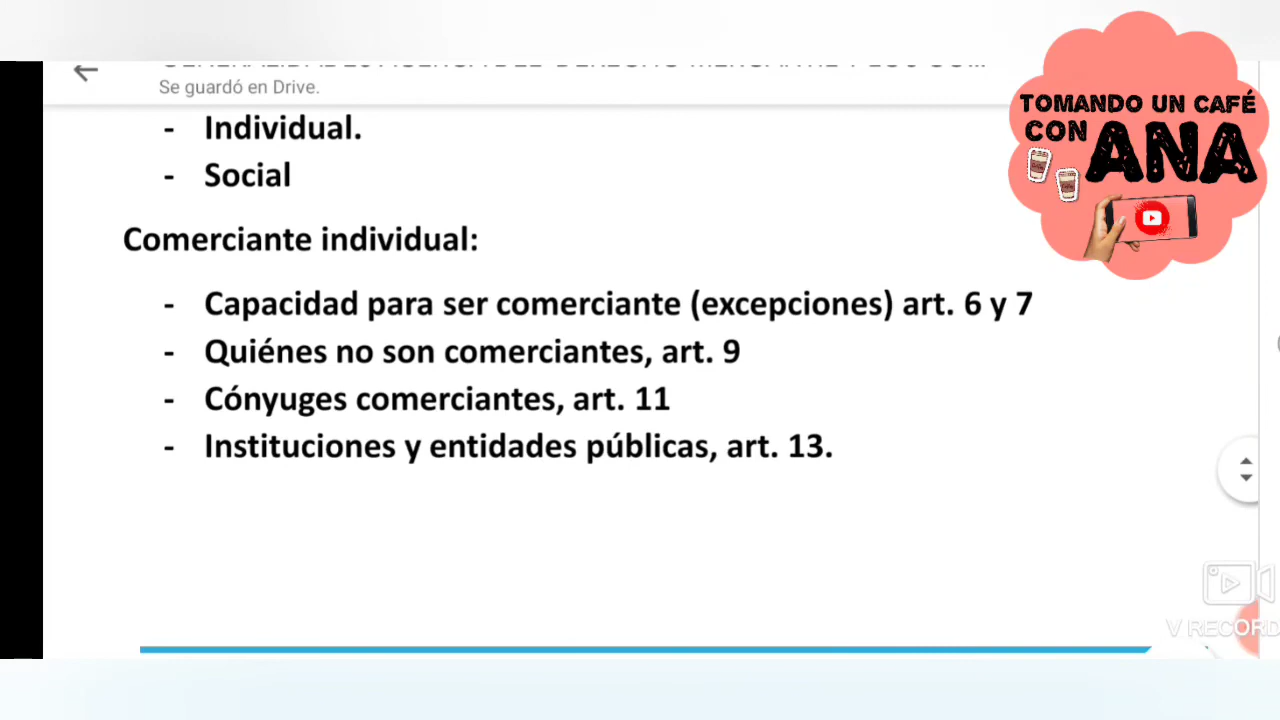 Se guardó en Drive.
- Individual.
- Social
Comerciante individual:
- Capacidad para ser comerciante (excepciones) art. 6 y 7
- Quiénes no son comerciantes, art. 9
- Cónyuges comerciantes, art. 11
- Instituciones y entidades públicas, art. 13.
TOMANDO UN CAFÉ
CON ANA
V RECORD